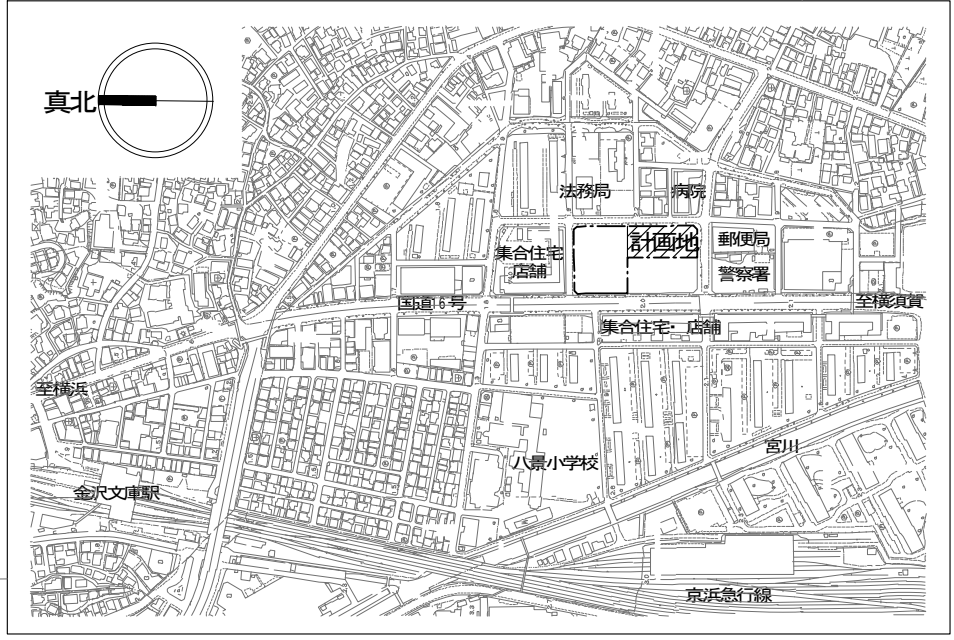 真北
法務局
病院
計画地
郵便局
集合住宅
店舗
警察署
国道16号
至横須賀
集合住宅・店舗
至横浜
宮川
八景小学校
金沢文庫駅
京浜急行線